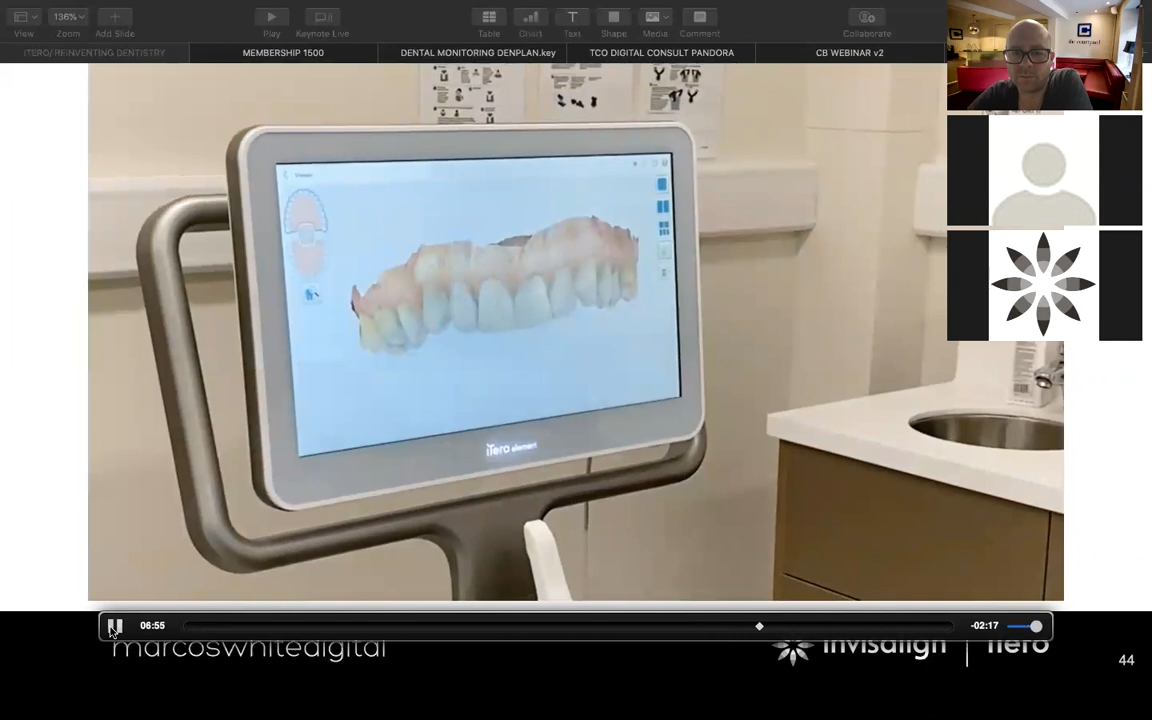 View
136%
Zoom
Add Slide
Play
Keynote Live
Table
Chart
Text
Shape
Media
Comment
Collaborate
ITERO/ REINVENTING DENTISTRY
MEMBERSHIP 1500
DENTAL MONITORING DENPLAN.key
TCO DIGITAL CONSULT PANDORA
CB WEBINAR v2
iTero element
06:55
-02:17
marcoswhitedigital
invisalign
iTero
44